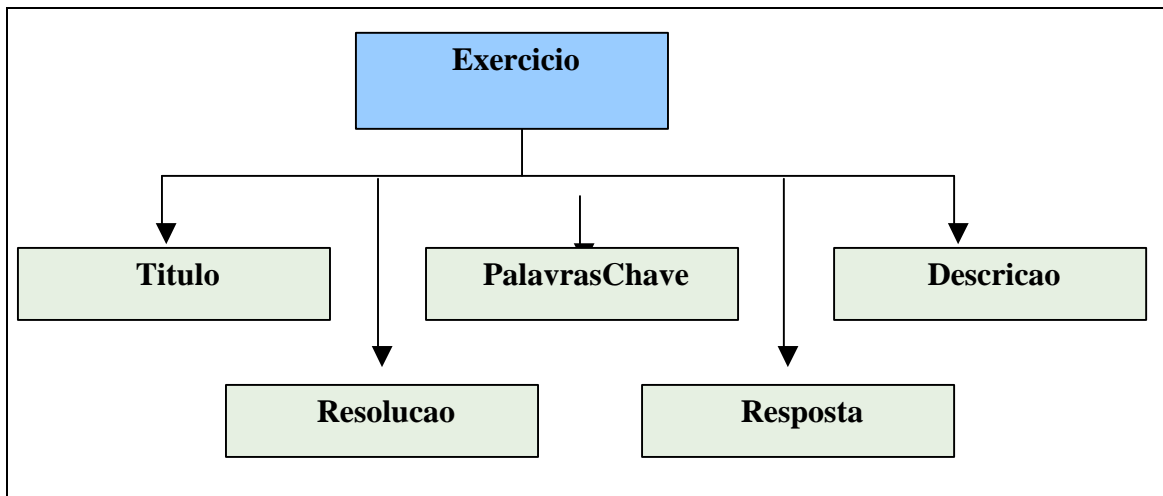 Exercicio
Titulo
PalavrasChave
Descricao
Resolucao
Resposta